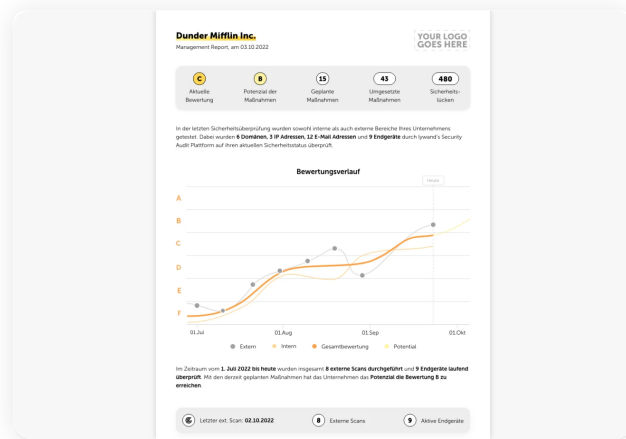 Dunder Mifflin Inc.
Management Report, am 03.10.2022
YOUR LOGO
GOES HERE
C
B
15
43
480
Aktuelle
Bewertung
Potenzial der
Maßnahmen
Geplante
Maßnahmen
Umgesetzte
Maßnahmen
Sicherheits-
lücken
In der letzten Sicherheitsüberprüfung wurden sowohl interne als auch externe Bereiche Ihres Unternehmens
getestet. Dabei wurden 6 Domänen, 3 IP Adressen, 12 E-Mail Adressen und 9 Endgeräte durch lywand's Security
Audit Plattform auf Ihren aktuellen Sicherheitsstatus überprüft.
Bewertungsverlauf
Heute
A
B
C
D
E
F
01.Jul
01.Aug
01.Sep
01.Okt
Extern
Intern
Gesamtbewertung
Potential
Im Zeitraum vom 1. Juli 2022 bis heute wurden insgesamt 8 externe Scans durchgeführt und 9 Endgeräte laufend
überprüft. Mit den derzeit geplanten Maßnahmen hat das Unternehmen das Potenzial die Bewertung B zu
erreichen.
Letzter ext. Scan: 02.10.2022
8 Externe Scans
9 Aktive Endgeräte